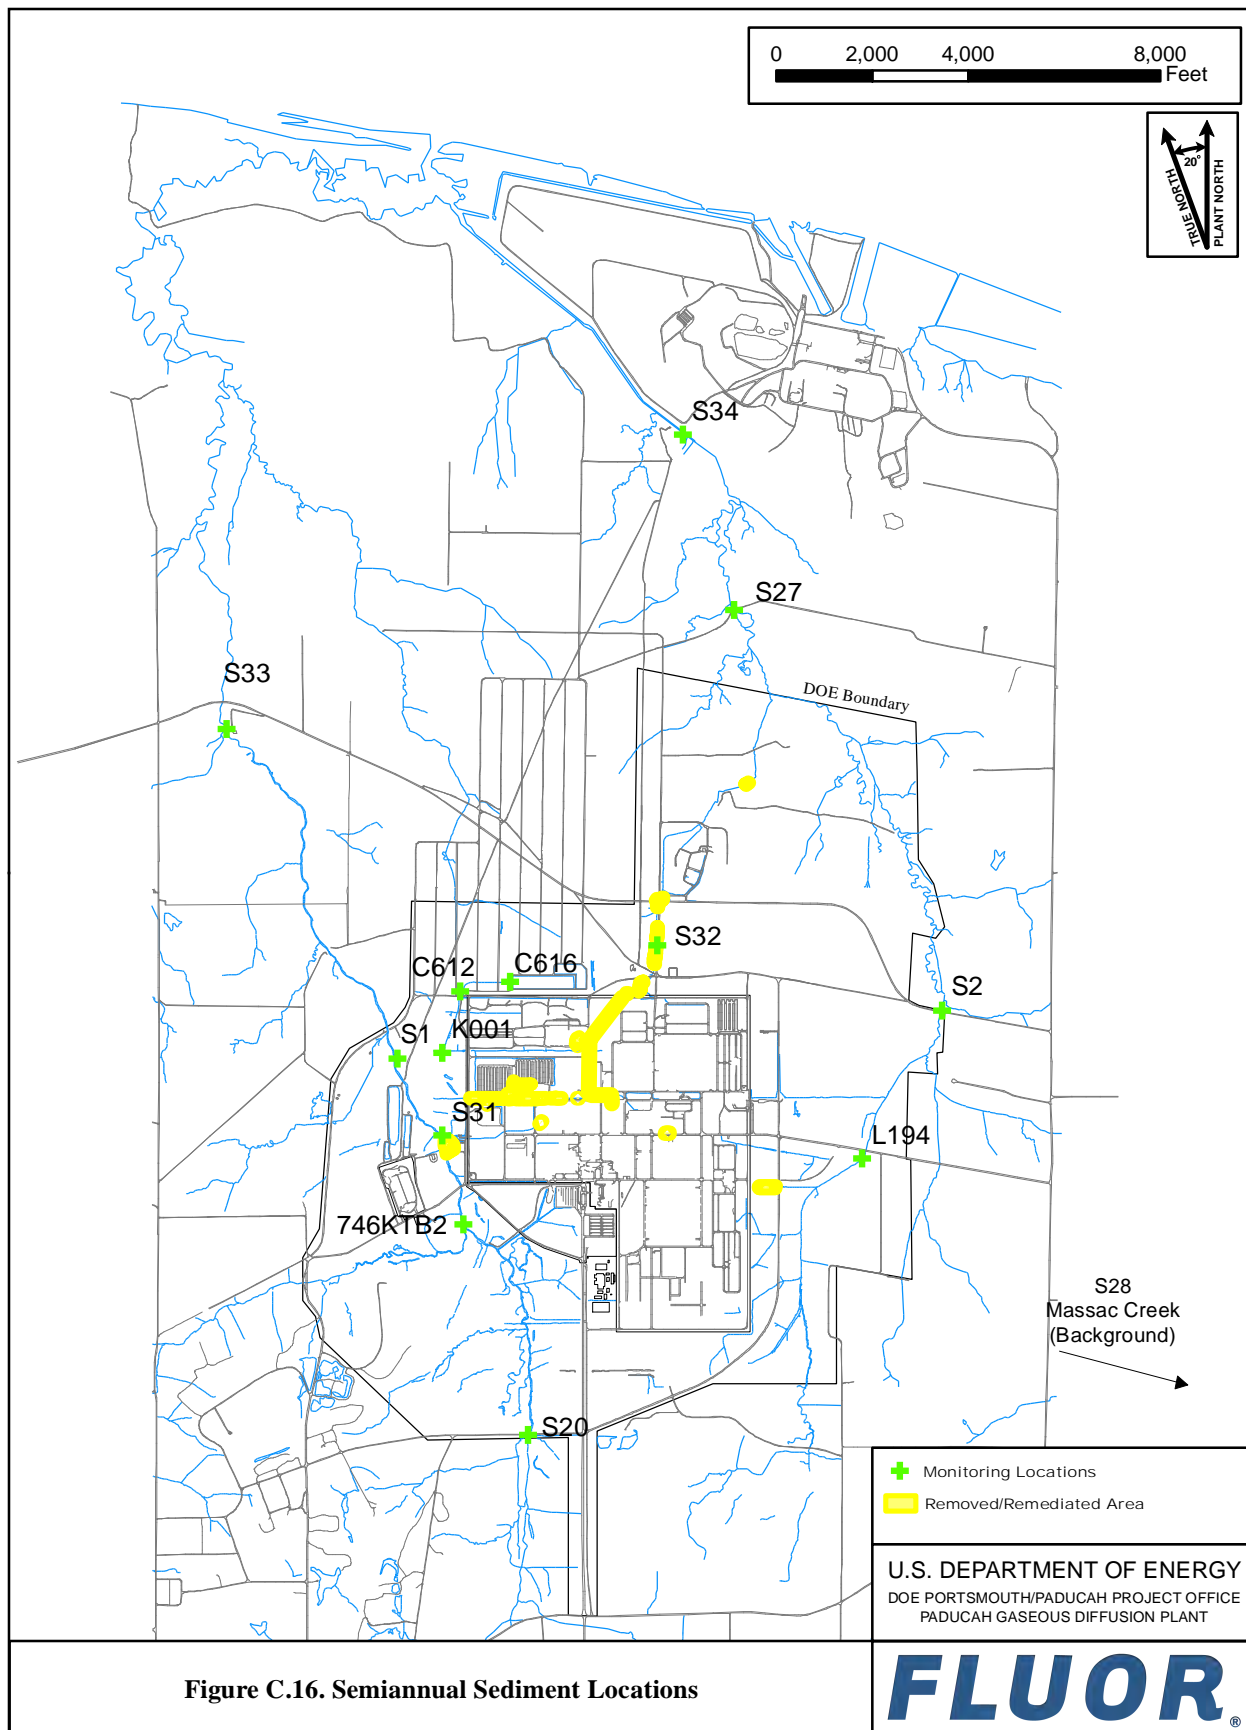 0 2,000 4,000 8,000
Feet
20°
TRUE NORTH
PLANT NORTH
S34
S27
S33
DOE Boundary
S32
C612
C616
S2
S1
K001
S31
L194
746KTB2
S28
Massac Creek
(Background)
S20
Monitoring Locations
Removed/Remediated Area
U.S. DEPARTMENT OF ENERGY
DOE PORTSMOUTH/PADUCAH PROJECT OFFICE
PADUCAH GASEOUS DIFFUSION PLANT
Figure C.16. Semiannual Sediment Locations
FLUOR®